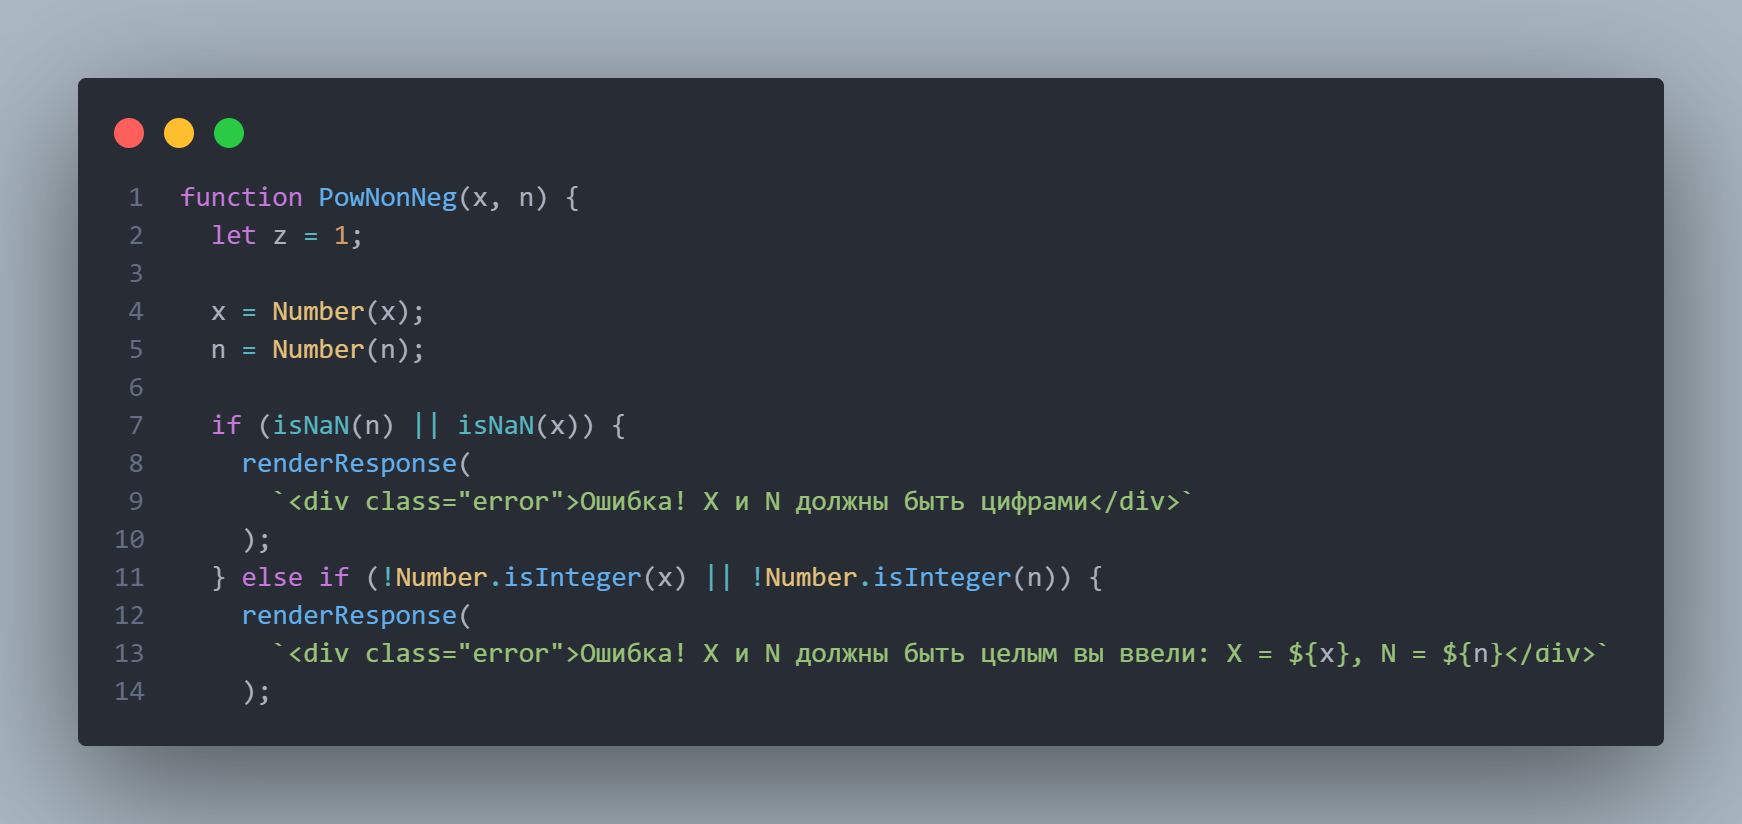 1 function PowNonNeg(x, n) {
2 let z = 1;
3
4 x = Number(x);
5 n = Number(n);
6
7 if (isNaN(n) || isNaN(x)) {
8 renderResponse(
9 `<div class="error">Ошибка! X и N должны быть цифрами</div>`
10 );
11 } else if (!Number.isInteger(x) || !Number.isInteger(n)) {
12 renderResponse(
13 `<div class="error">Ошибка! X и N должны быть целым вы ввели: X = ${x}, N = ${n}</div>`
14 );